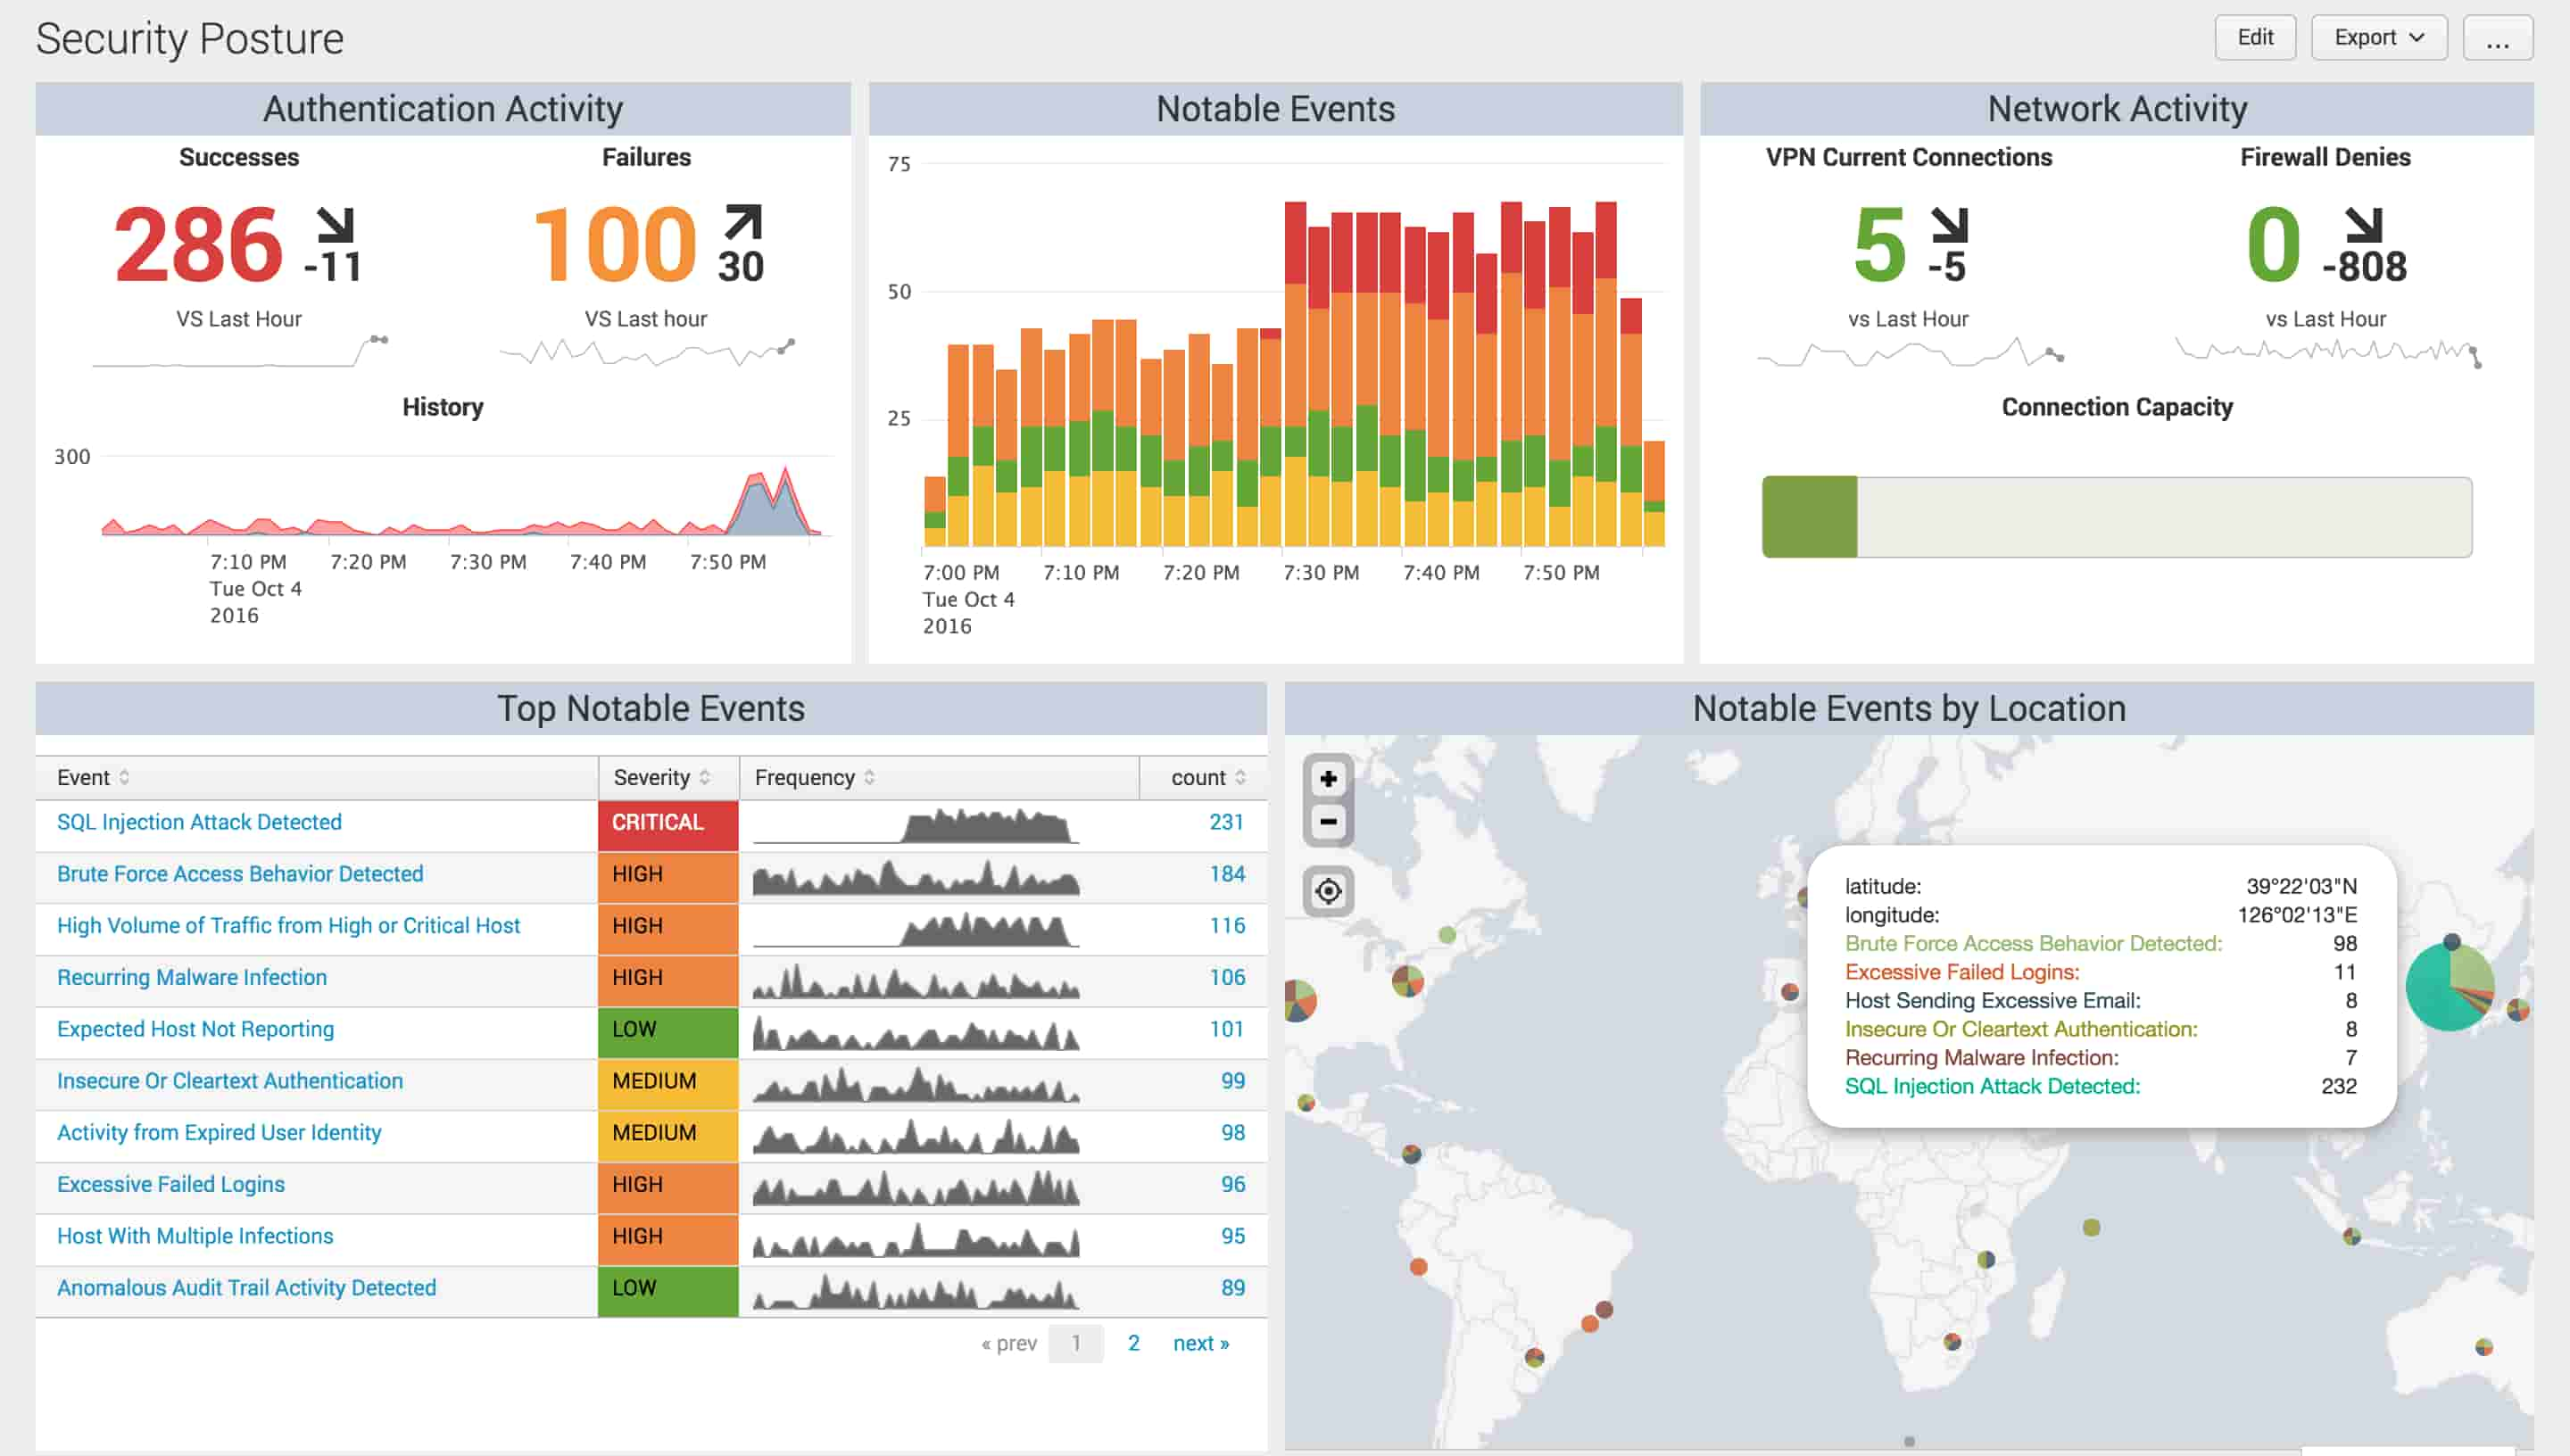 Security Posture
Edit
Export
...
Authentication Activity
Successes
Failures
286
-11
100
30
VS Last Hour
VS Last hour
History
300
7:10 PM
7:20 PM
7:30 PM
7:40 PM
7:50 PM
Tue Oct 4
2016
Notable Events
75
50
25
7:00 PM
7:10 PM
7:20 PM
7:30 PM
7:40 PM
7:50 PM
Tue Oct 4
2016
Network Activity
VPN Current Connections
Firewall Denies
5
-5
0
-808
vs Last Hour
vs Last Hour
Connection Capacity
Top Notable Events
Event Severity Frequency count
SQL Injection Attack Detected CRITICAL 231
Brute Force Access Behavior Detected HIGH 184
High Volume of Traffic from High or Critical Host HIGH 116
Recurring Malware Infection HIGH 106
Expected Host Not Reporting LOW 101
Insecure Or Cleartext Authentication MEDIUM 99
Activity from Expired User Identity MEDIUM 98
Excessive Failed Logins HIGH 96
Host With Multiple Infections HIGH 95
Anomalous Audit Trail Activity Detected LOW 89
« prev 1 2 next »
Notable Events by Location
+
-
latitude: 39°22'03"N
longitude: 126°02'13"E
Brute Force Access Behavior Detected: 98
Excessive Failed Logins: 11
Host Sending Excessive Email: 8
Insecure Or Cleartext Authentication: 8
Recurring Malware Infection: 7
SQL Injection Attack Detected: 232